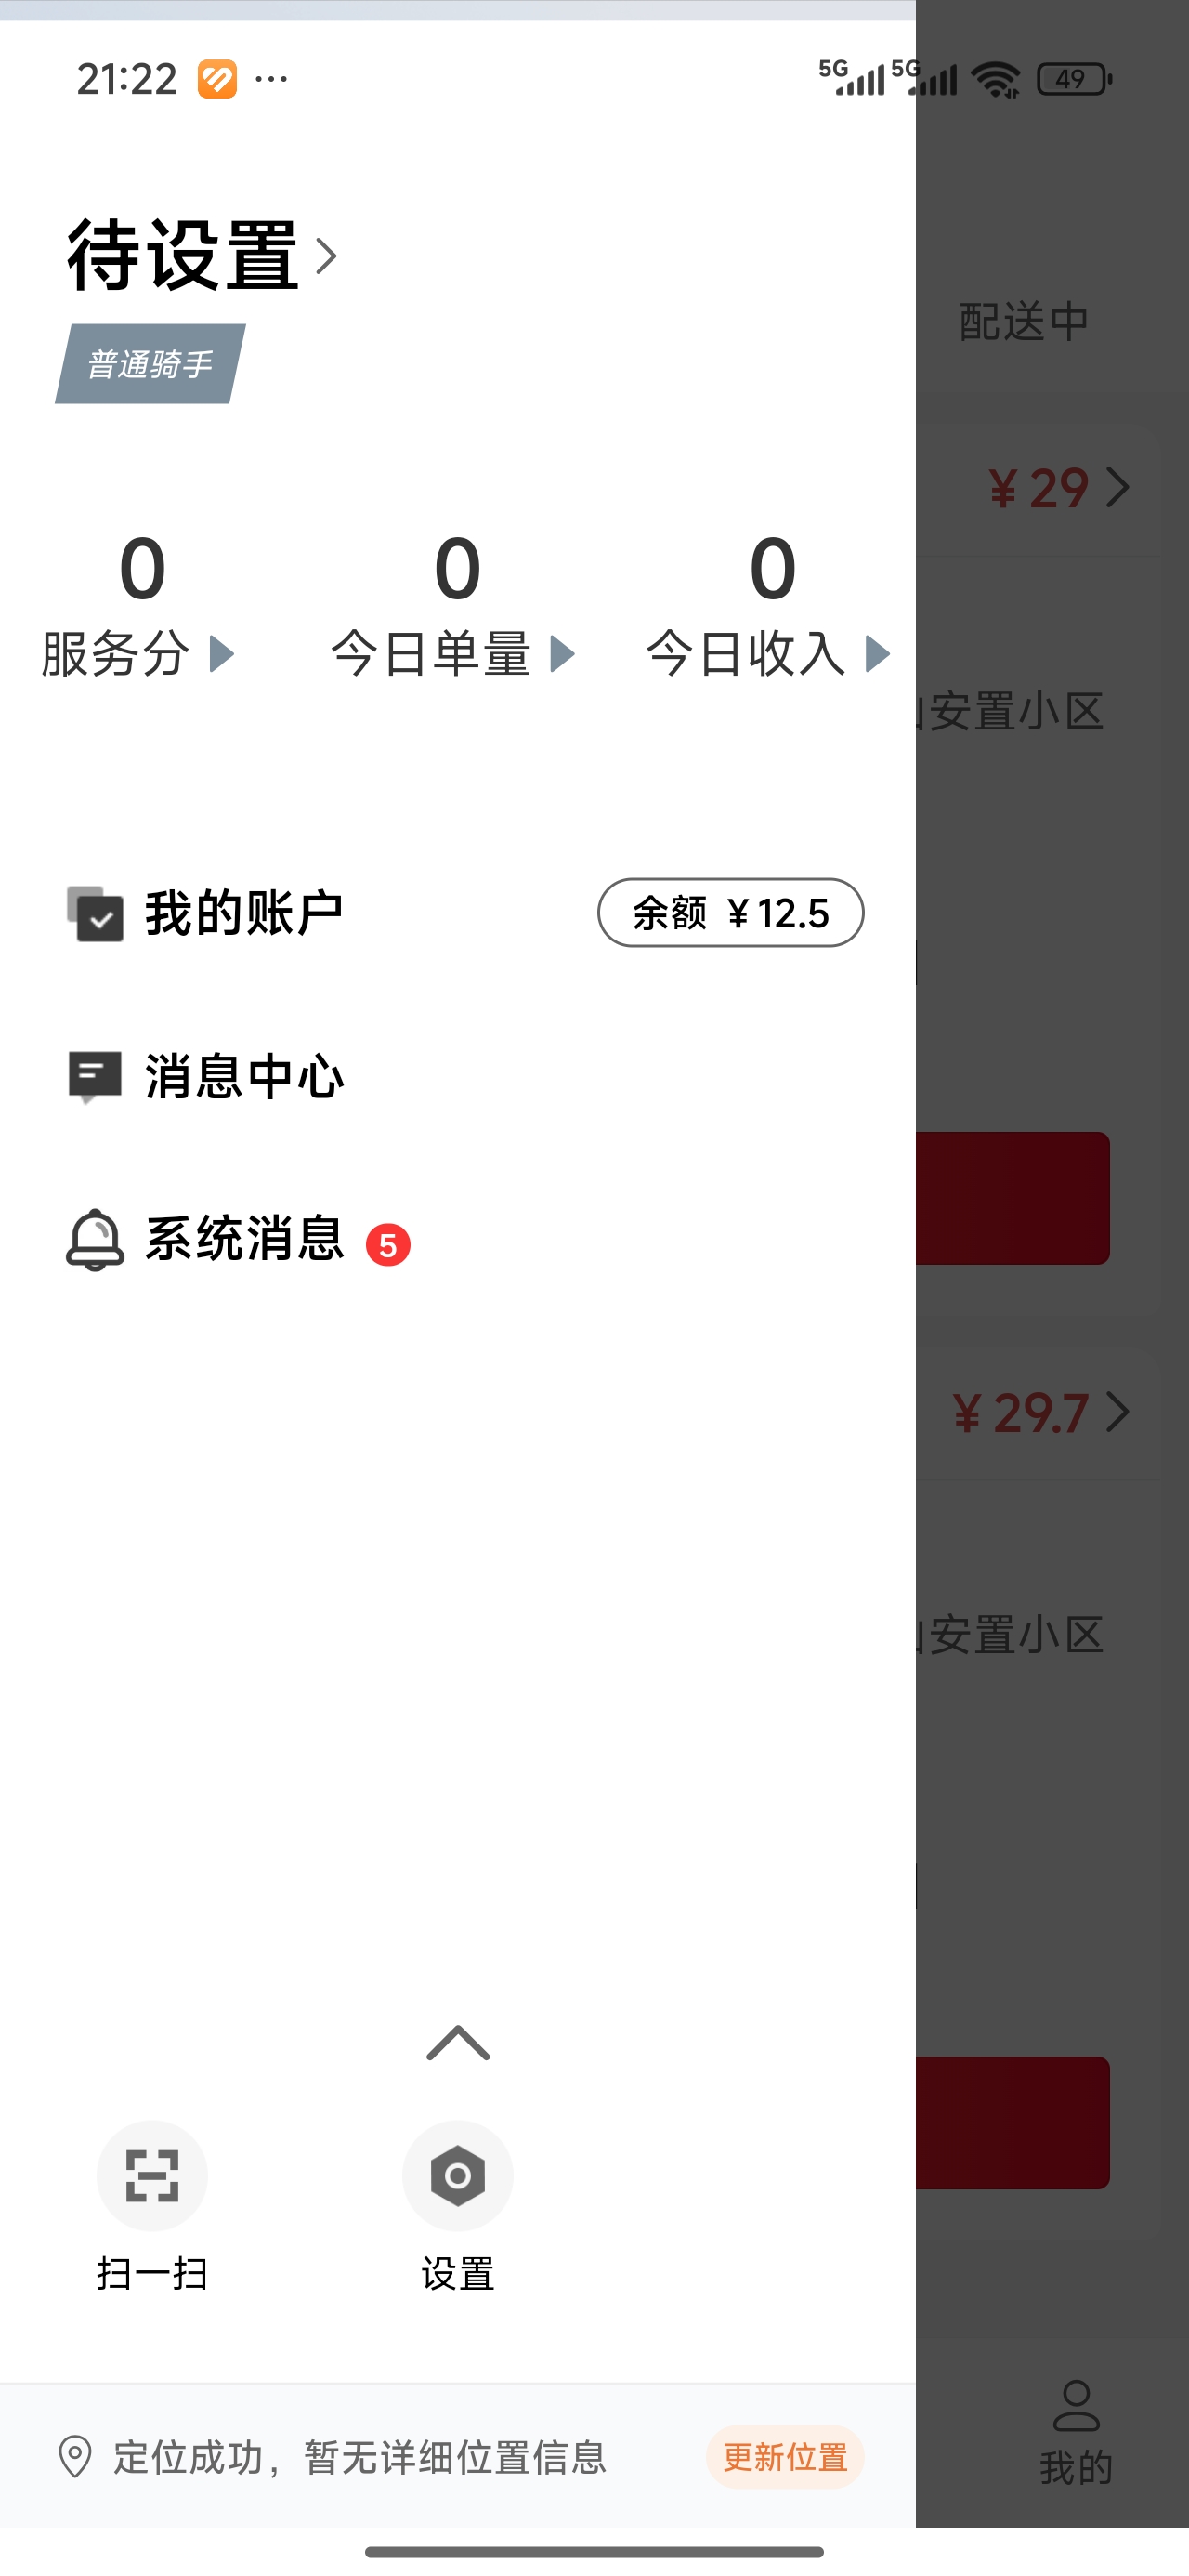 21:22 ...
5G 5G 49
待设置
普通骑手
配送中
¥29
0 0 0
服务分 今日单量 今日收入
安置小区
我的账户 余额 ¥12.5
消息中心
系统消息 5
¥29.7
安置小区
扫一扫 设置
定位成功，暂无详细位置信息 更新位置
我的